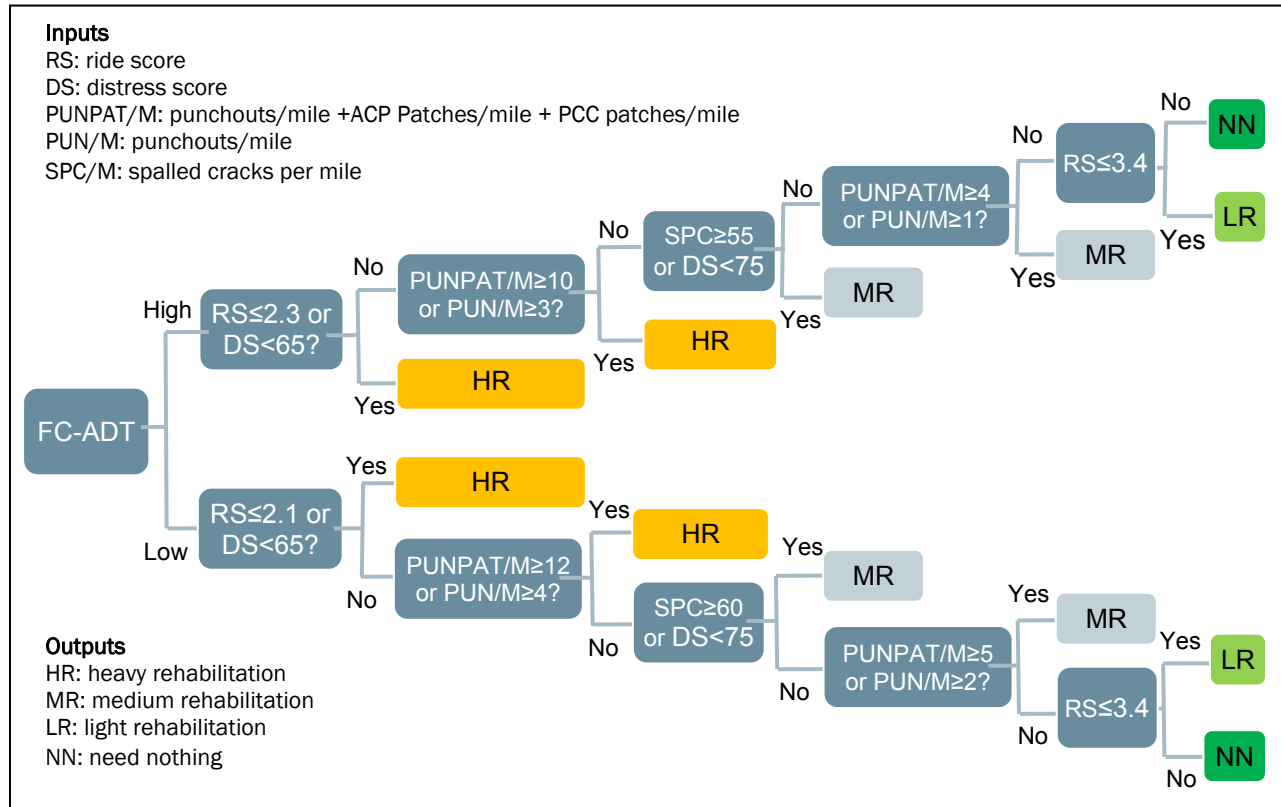 Inputs
RS: ride score
DS: distress score
PUNPAT/M: punchouts/mile +ACP Patches/mile + PCC patches/mile
PUN/M: punchouts/mile
SPC/M: spalled cracks per mile
FC-ADT
High
RS≤2.3 or
DS<65?
No
PUNPAT/M≥10
or PUN/M≥3?
Yes
HR
No
SPC≥55
or DS<75
Yes
HR
No
PUNPAT/M≥4
or PUN/M≥1?
Yes
MR
No
RS≤3.4
Yes
MR
No
NN
Yes
LR
Low
RS≤2.1 or
DS<65?
Yes
HR
No
PUNPAT/M≥12
or PUN/M≥4?
Yes
HR
No
SPC≥60
or DS<75
Yes
MR
No
PUNPAT/M≥5
or PUN/M≥2?
Yes
MR
No
RS≤3.4
Yes
LR
No
NN
Outputs
HR: heavy rehabilitation
MR: medium rehabilitation
LR: light rehabilitation
NN: need nothing